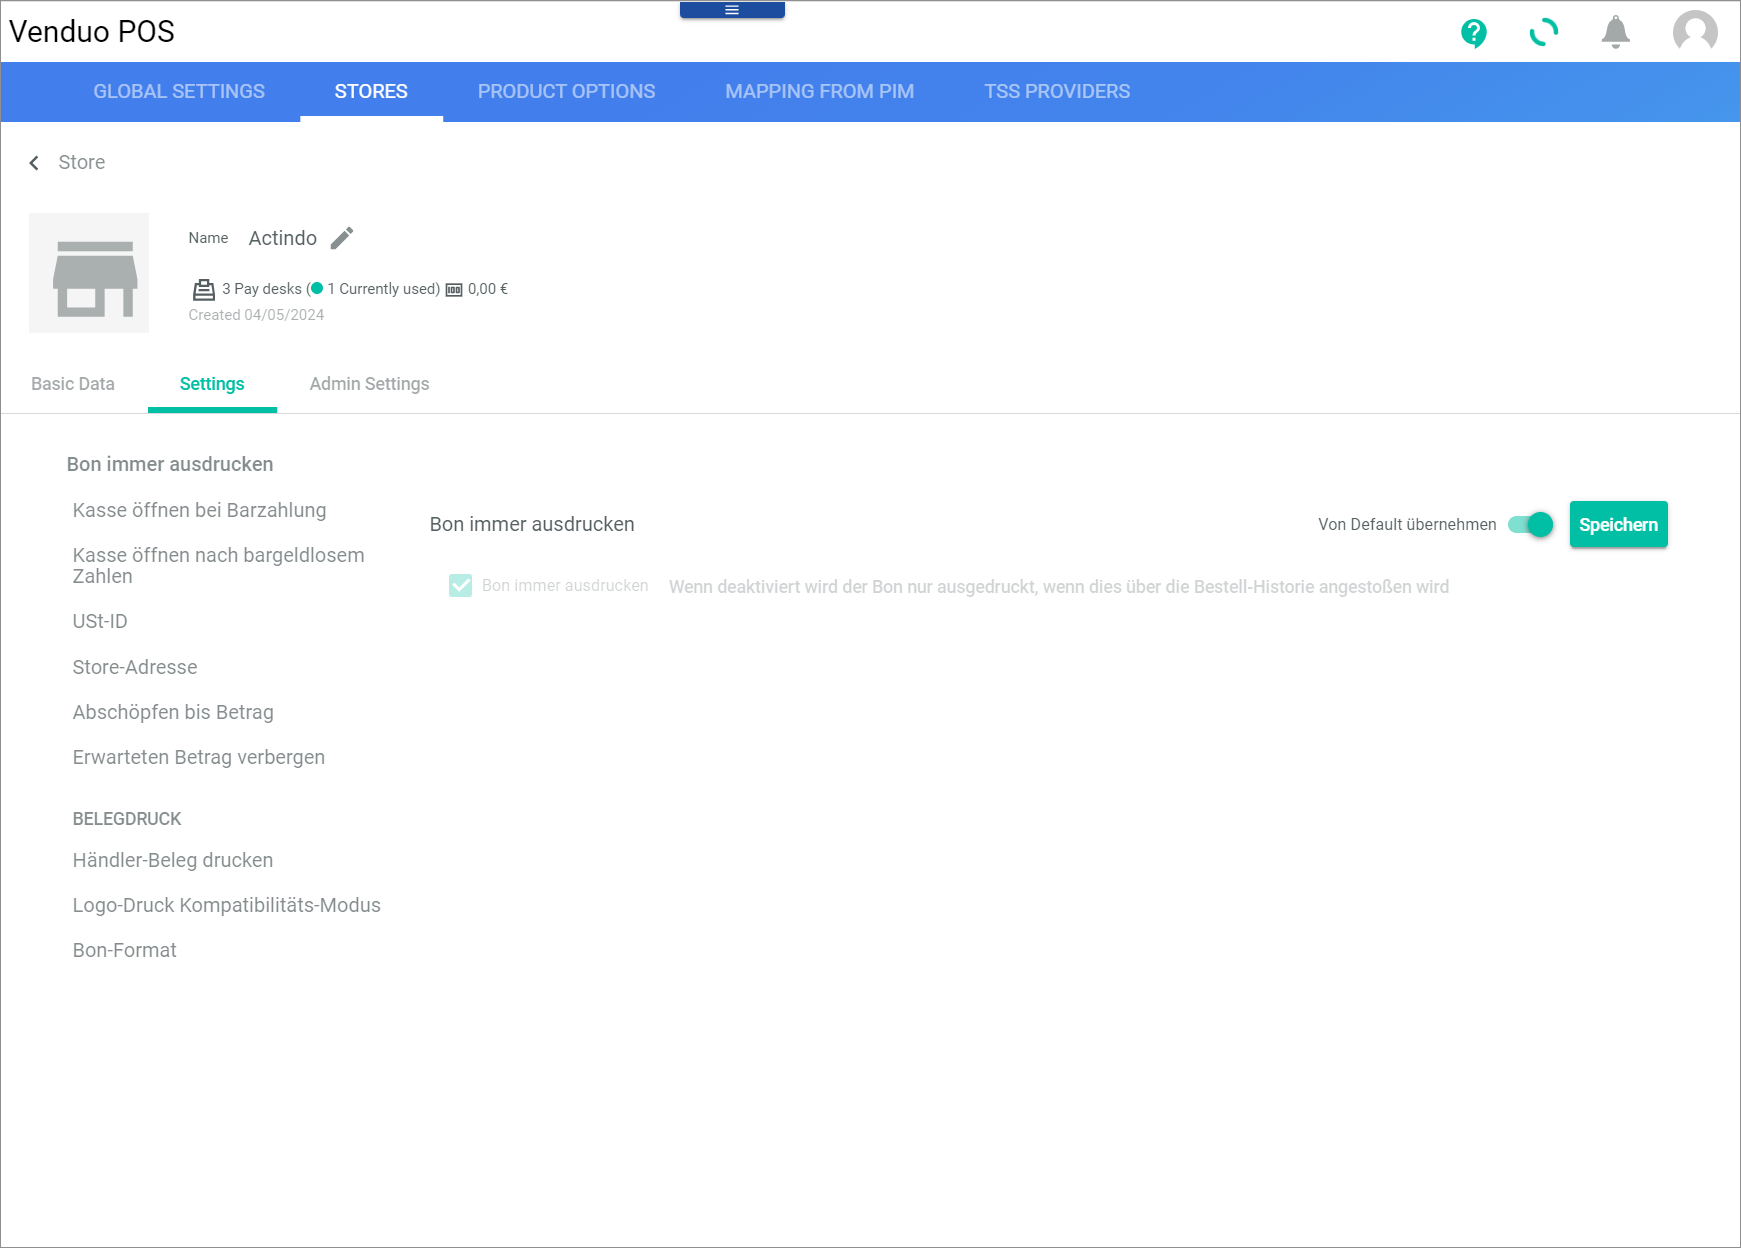 Venduo POS
GLOBAL SETTINGS STORES PRODUCT OPTIONS MAPPING FROM PIM TSS PROVIDERS
Store
Name Actindo
3 Pay desks (1 Currently used) 0,00 €
Created 04/05/2024
Basic Data Settings Admin Settings
Bon immer ausdrucken
Kasse öffnen bei Barzahlung
Kasse öffnen nach bargeldlosem
Zahlen
USt-ID
Store-Adresse
Abschöpfen bis Betrag
Erwarteten Betrag verbergen
BELEGDRUCK
Händler-Beleg drucken
Logo-Druck Kompatibilitäts-Modus
Bon-Format
Bon immer ausdrucken Von Default übernehmen Speichern
Bon immer ausdrucken Wenn deaktiviert wird der Bon nur ausgedruckt, wenn dies über die Bestell-Historie angestoßen wird